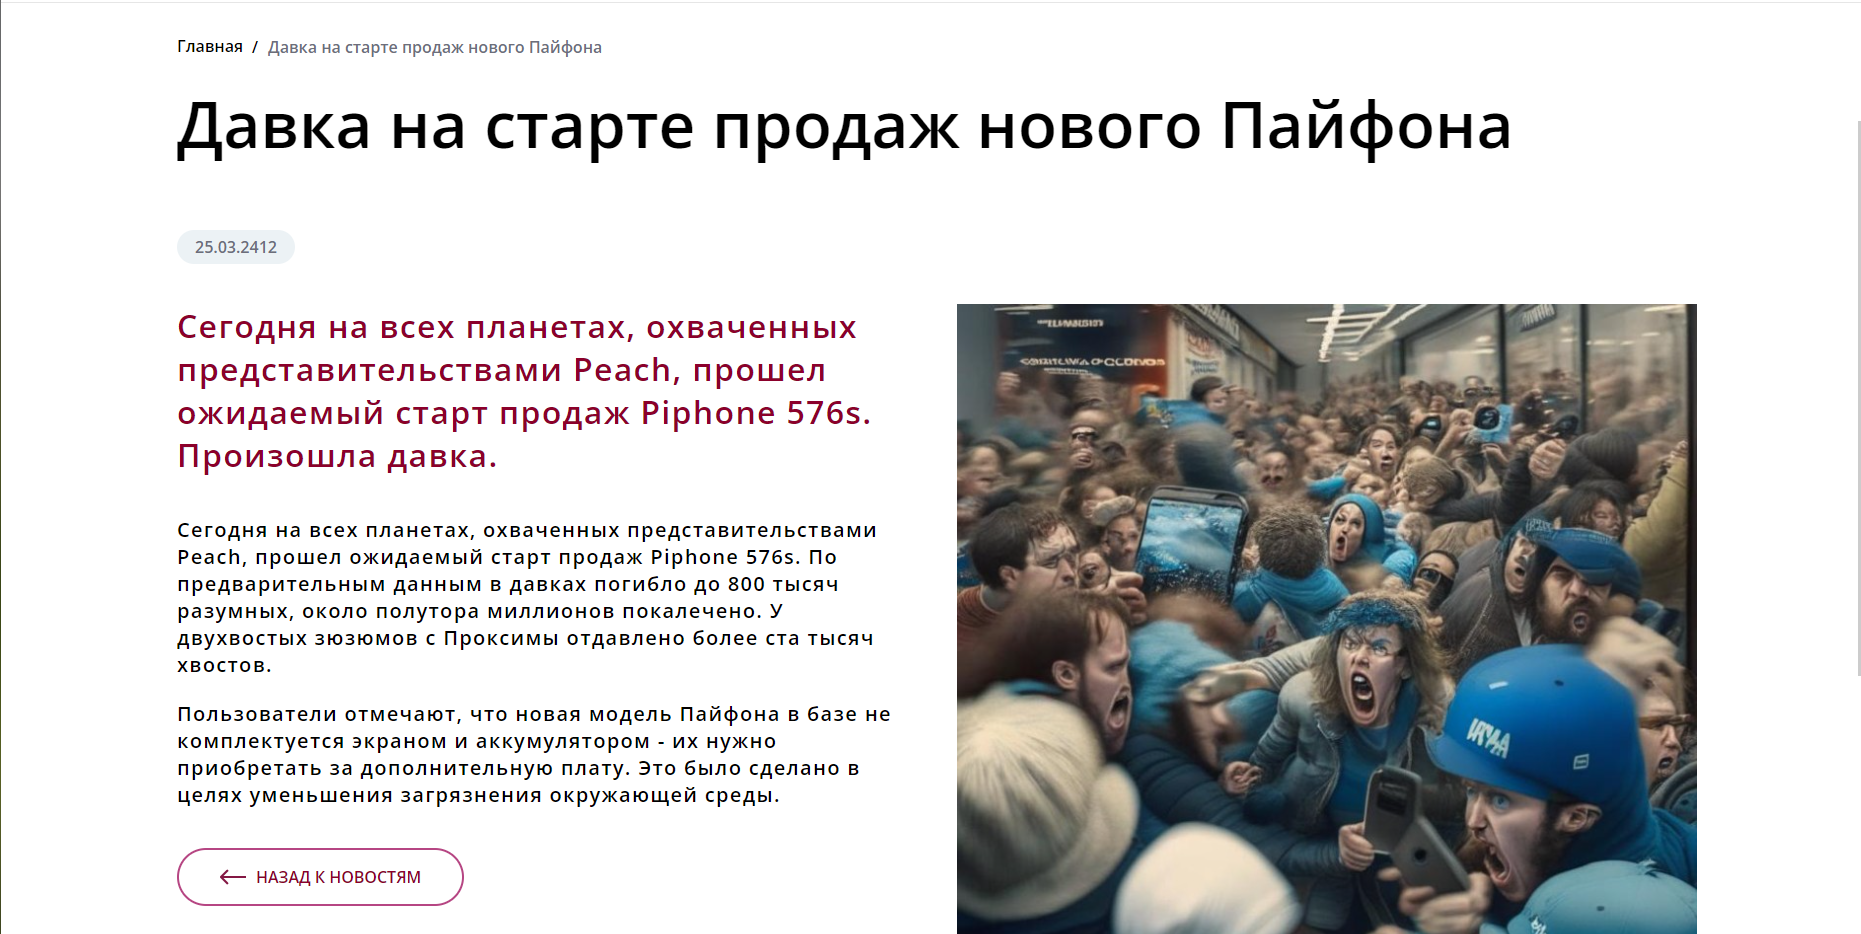 Главная / Давка на старте продаж нового Пайфона
Давка на старте продаж нового Пайфона
25.03.2412
Сегодня на всех планетах, охваченных
представительствами Peach, прошел
ожидаемый старт продаж Piphone 576s.
Произошла давка.
Сегодня на всех планетах, охваченных представительствами
Peach, прошел ожидаемый старт продаж Piphone 576s. По
предварительным данным в давках погибло до 800 тысяч
разумных, около полутора миллионов покалечено. У
двухвостых зюзюмов с Проксимы отдавлено более ста тысяч
хвостов.
Пользователи отмечают, что новая модель Пайфона в базе не
комплектуется экраном и аккумулятором - их нужно
приобретать за дополнительную плату. Это было сделано в
целях уменьшения загрязнения окружающей среды.
НАЗАД К НОВОСТЯМ